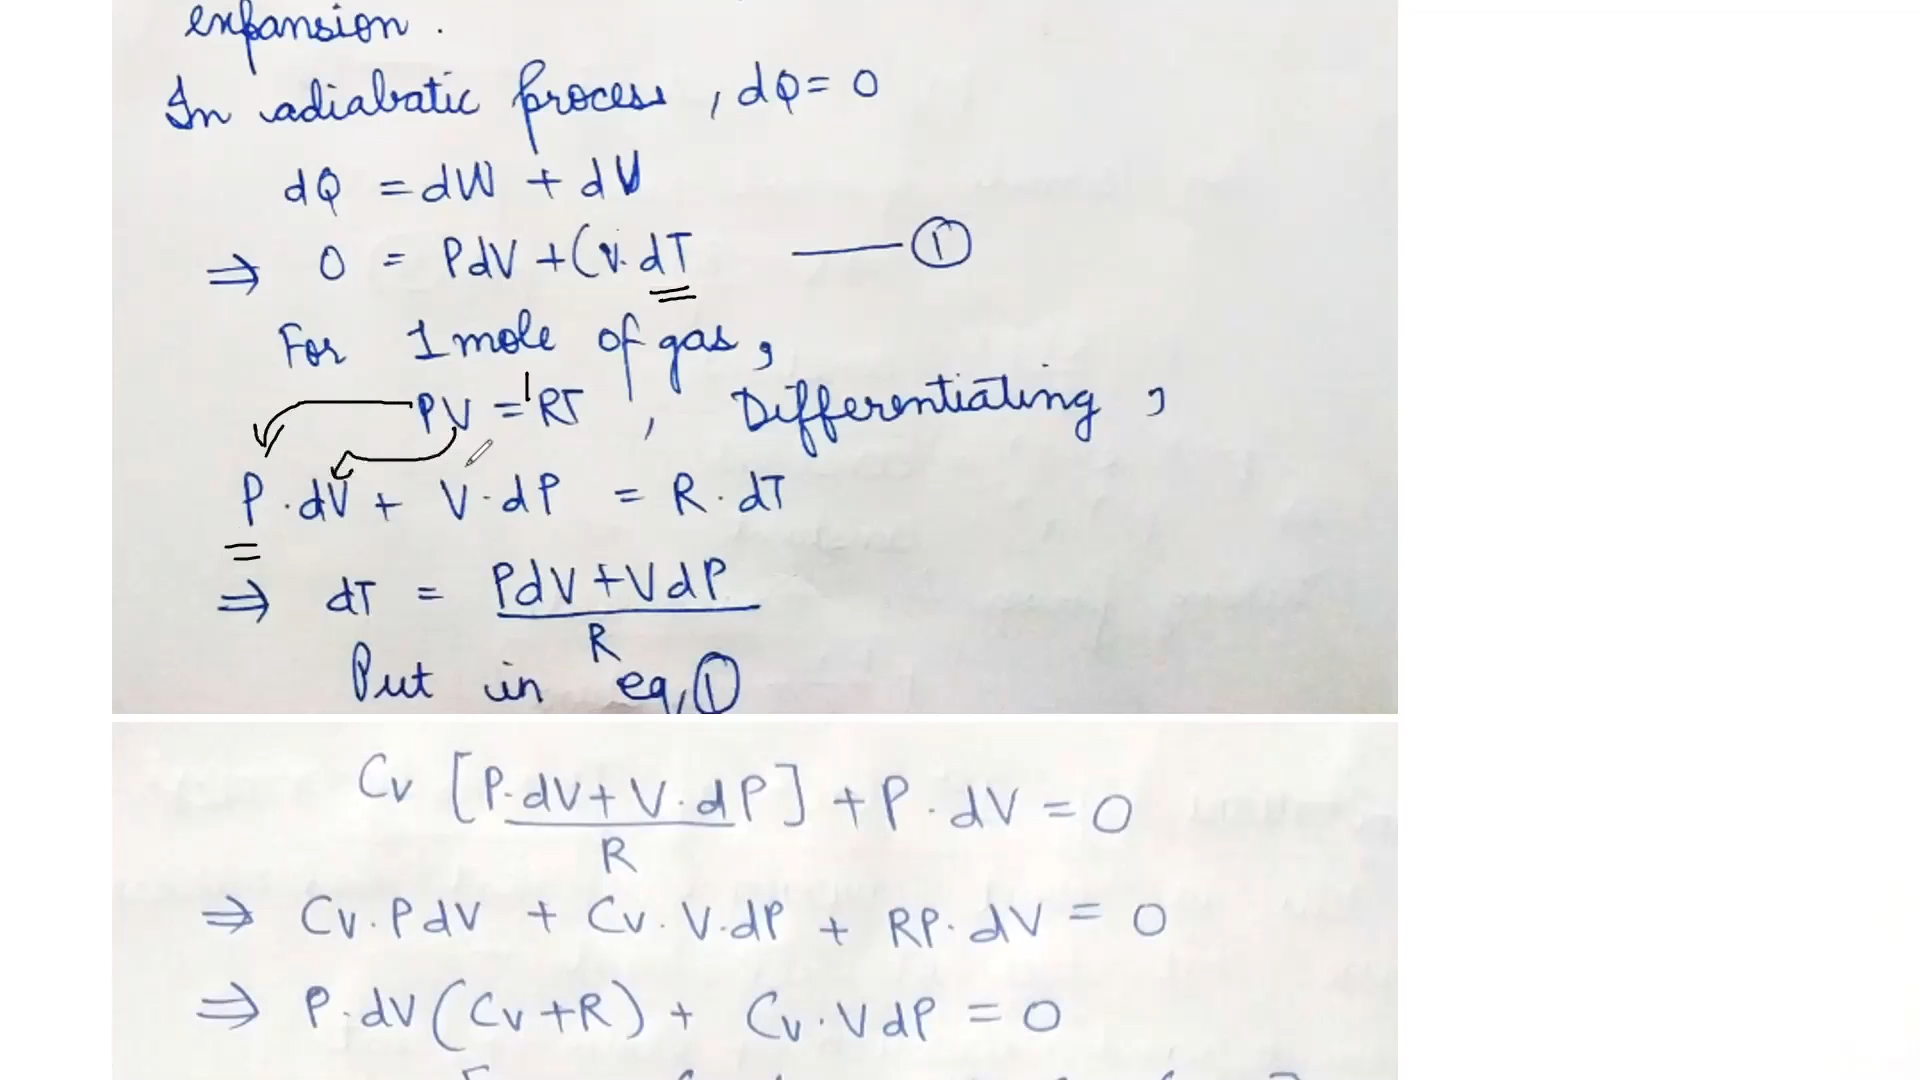 expansion.
In adiabatic process, dQ = 0
dQ = dW + dU
⇒ 0 = PdV + Cv.dT ——— ①
For 1 mole of gas,
PV = 1RT, Differentiating,
P.dV + V.dP = R.dT
⇒ dT = (PdV + VdP)/R
Put in eq, ①
Cv [P.dV + V.dP]/R + P.dV = 0
⇒ Cv.PdV + Cv.V.dP + RP.dV = 0
⇒ P.dV(Cv+R) + Cv.VdP = 0